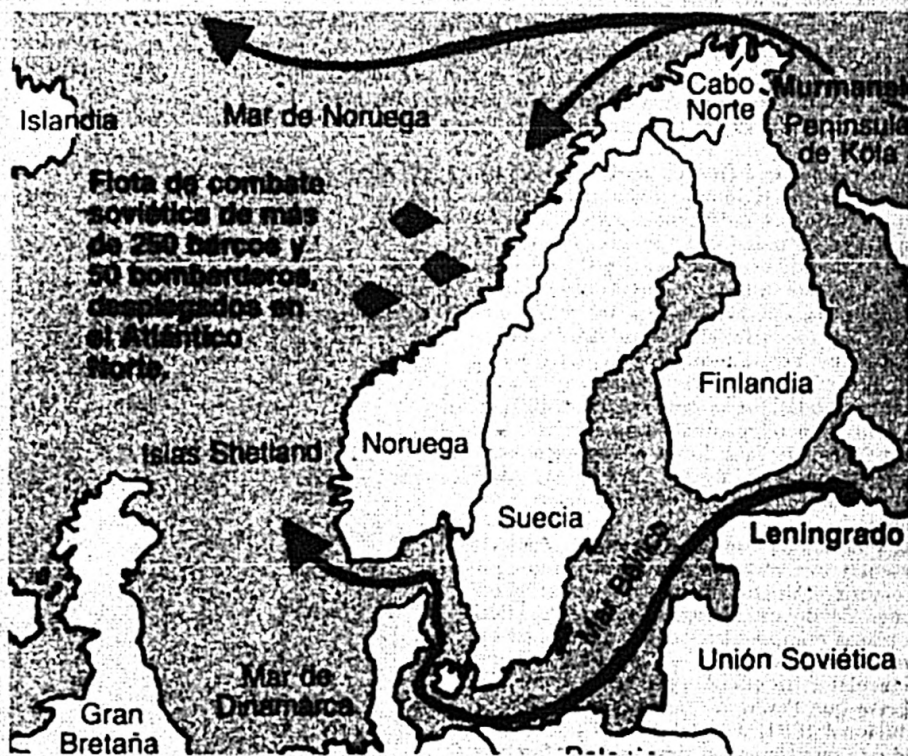 Cabo
Norte
Murmansk
Península
de Kola
Islandia
Mar de Noruega
Flota de combate
soviética de más
de 250 barcos y
50 bombarderos,
desplegados en
el Atlántico
Norte.
Finlandia
Islas Shetland
Noruega
Suecia
Leningrado
Mar Báltico
Unión Soviética
Mar de
Dinamarca
Gran
Bretaña